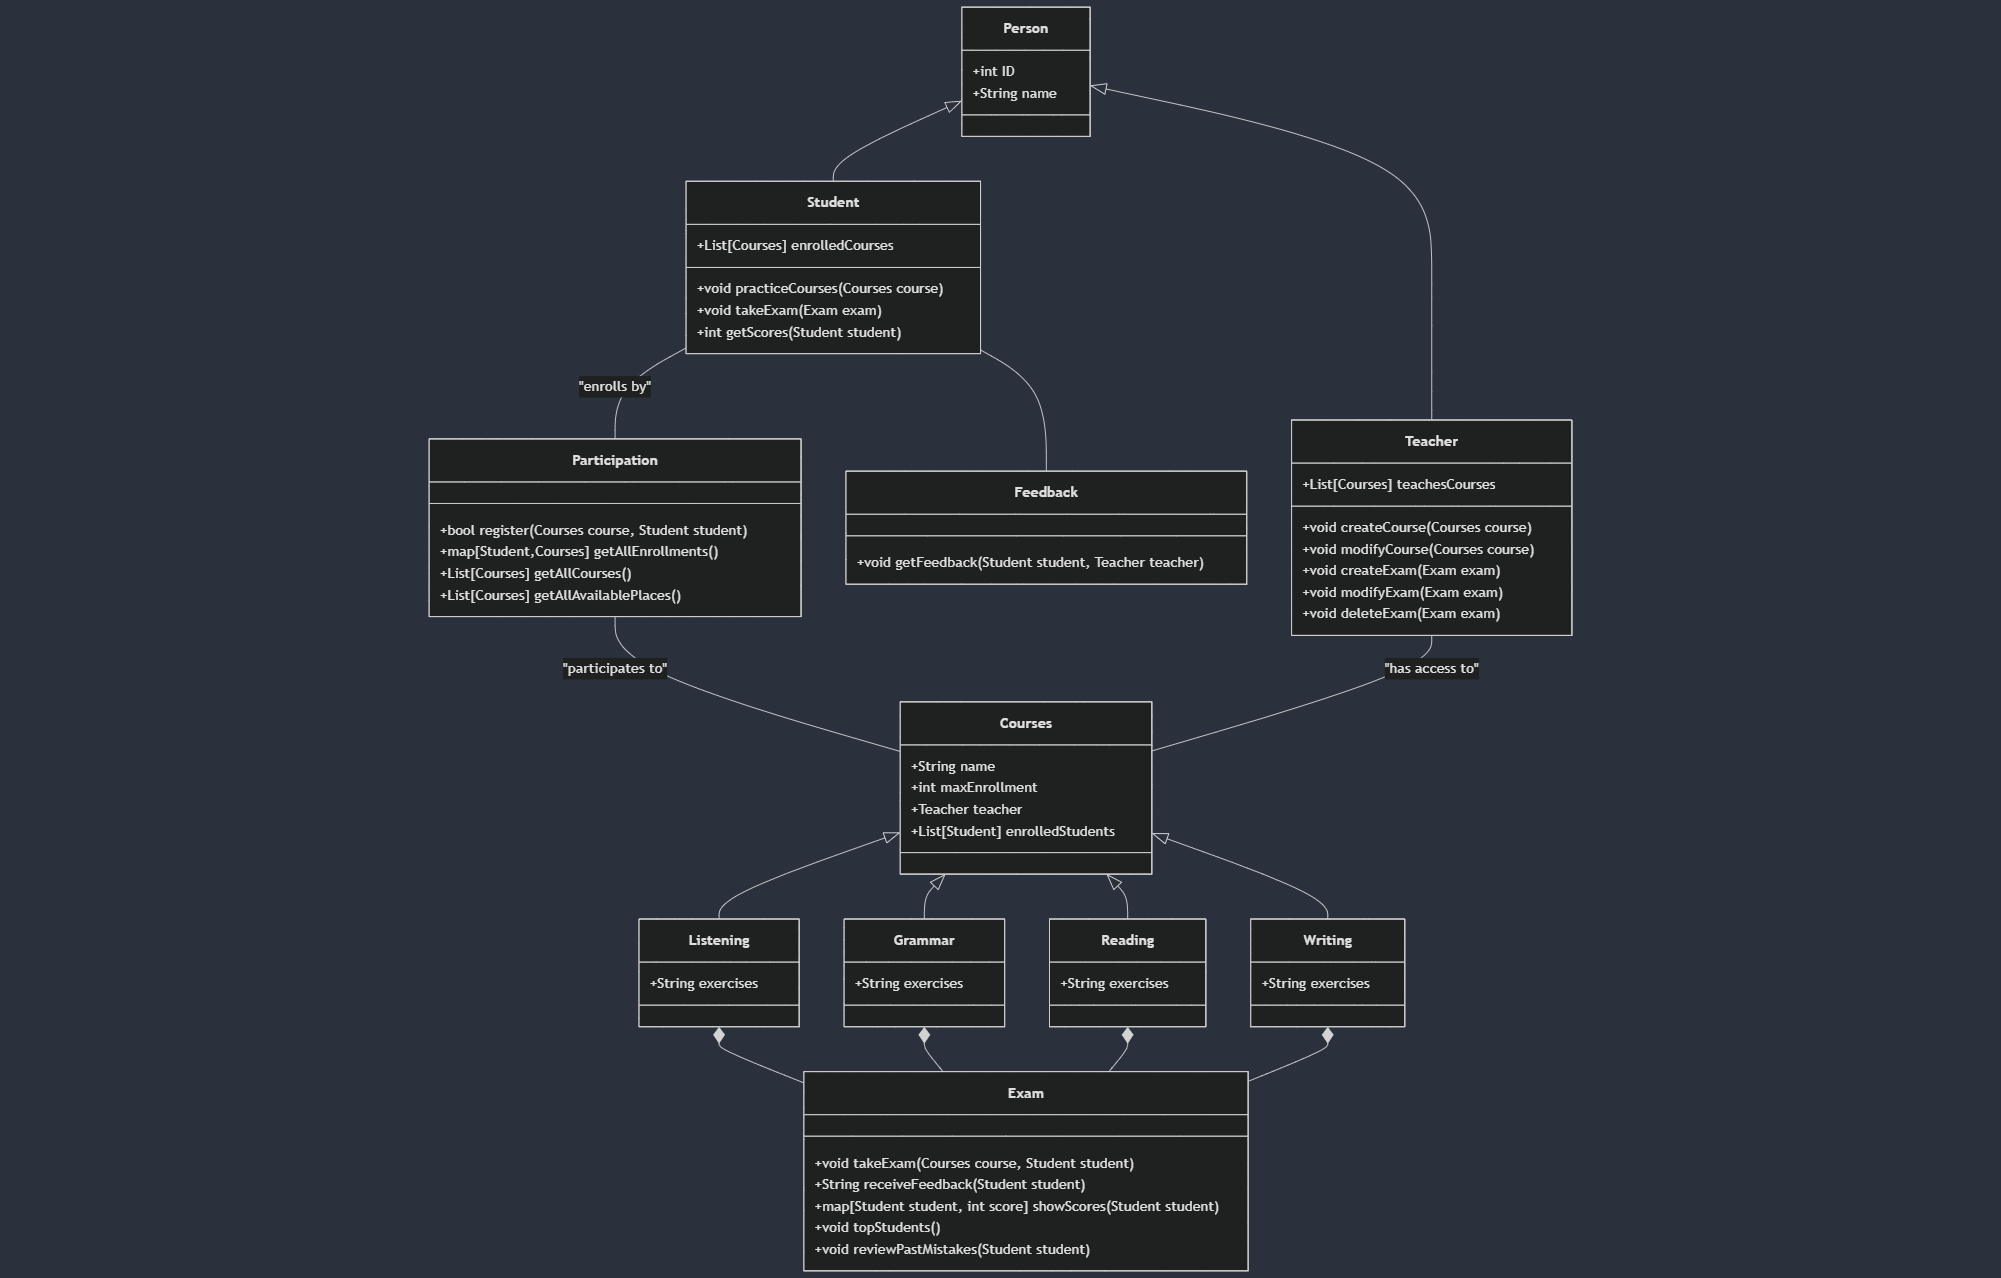 Person
+int ID
+String name
Student
+List[Courses] enrolledCourses
+void practiceCourses(Courses course)
+void takeExam(Exam exam)
+int getScores(Student student)
"enrolls by"
Participation
+bool register(Courses course, Student student)
+map[Student,Courses] getAllEnrollments()
+List[Courses] getAllCourses()
+List[Courses] getAllAvailablePlaces()
Feedback
+void getFeedback(Student student, Teacher teacher)
Teacher
+List[Courses] teachesCourses
+void createCourse(Courses course)
+void modifyCourse(Courses course)
+void createExam(Exam exam)
+void modifyExam(Exam exam)
+void deleteExam(Exam exam)
"participates to"
"has access to"
Courses
+String name
+int maxEnrollment
+Teacher teacher
+List[Student] enrolledStudents
Listening
+String exercises
Grammar
+String exercises
Reading
+String exercises
Writing
+String exercises
Exam
+void takeExam(Courses course, Student student)
+String receiveFeedback(Student student)
+map[Student student, int score] showScores(Student student)
+void topStudents()
+void reviewPastMistakes(Student student)